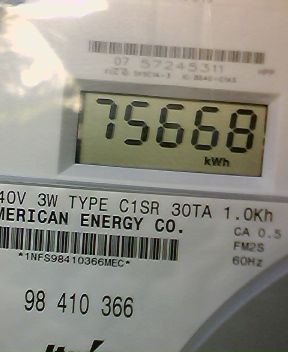 07 57245311
75668
kWh
40V 3W TYPE C1SR 30TA 1.0Kh
MERICAN ENERGY CO.
CA 0.5
FM2S
60Hz
*1NFS98410366MEC*
98 410 366